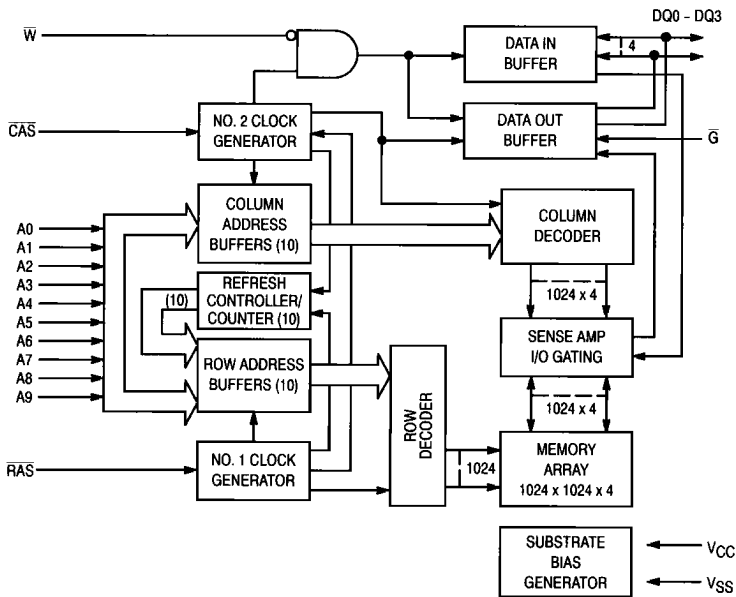 DQ0 – DQ3
W̅
4
DATA IN
BUFFER
NO. 2 CLOCK
GENERATOR
C̅A̅S̅
DATA OUT
BUFFER
G̅
COLUMN
ADDRESS
BUFFERS (10)
COLUMN
DECODER
A0
A1
A2
A3
A4
A5
A6
A7
A8
A9
(10)
REFRESH
CONTROLLER/
COUNTER (10)
1024 x 4
SENSE AMP
I/O GATING
ROW ADDRESS
BUFFERS (10)
ROW
DECODER
1024 x 4
R̅A̅S̅
NO. 1 CLOCK
GENERATOR
1024
MEMORY
ARRAY
1024 x 1024 x 4
SUBSTRATE
BIAS
GENERATOR
VCC
VSS